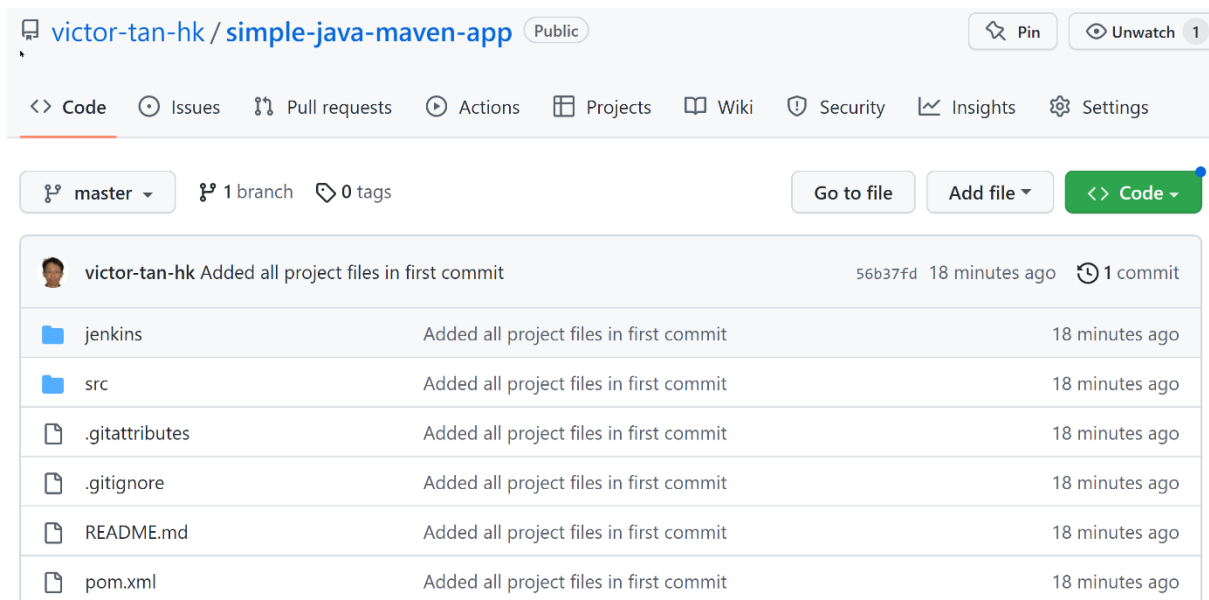 victor-tan-hk / simple-java-maven-app Public Pin Unwatch 1
Code Issues Pull requests Actions Projects Wiki Security Insights Settings
master 1 branch 0 tags Go to file Add file Code
victor-tan-hk Added all project files in first commit 56b37fd 18 minutes ago 1 commit
jenkins Added all project files in first commit 18 minutes ago
src Added all project files in first commit 18 minutes ago
.gitattributes Added all project files in first commit 18 minutes ago
.gitignore Added all project files in first commit 18 minutes ago
README.md Added all project files in first commit 18 minutes ago
pom.xml Added all project files in first commit 18 minutes ago